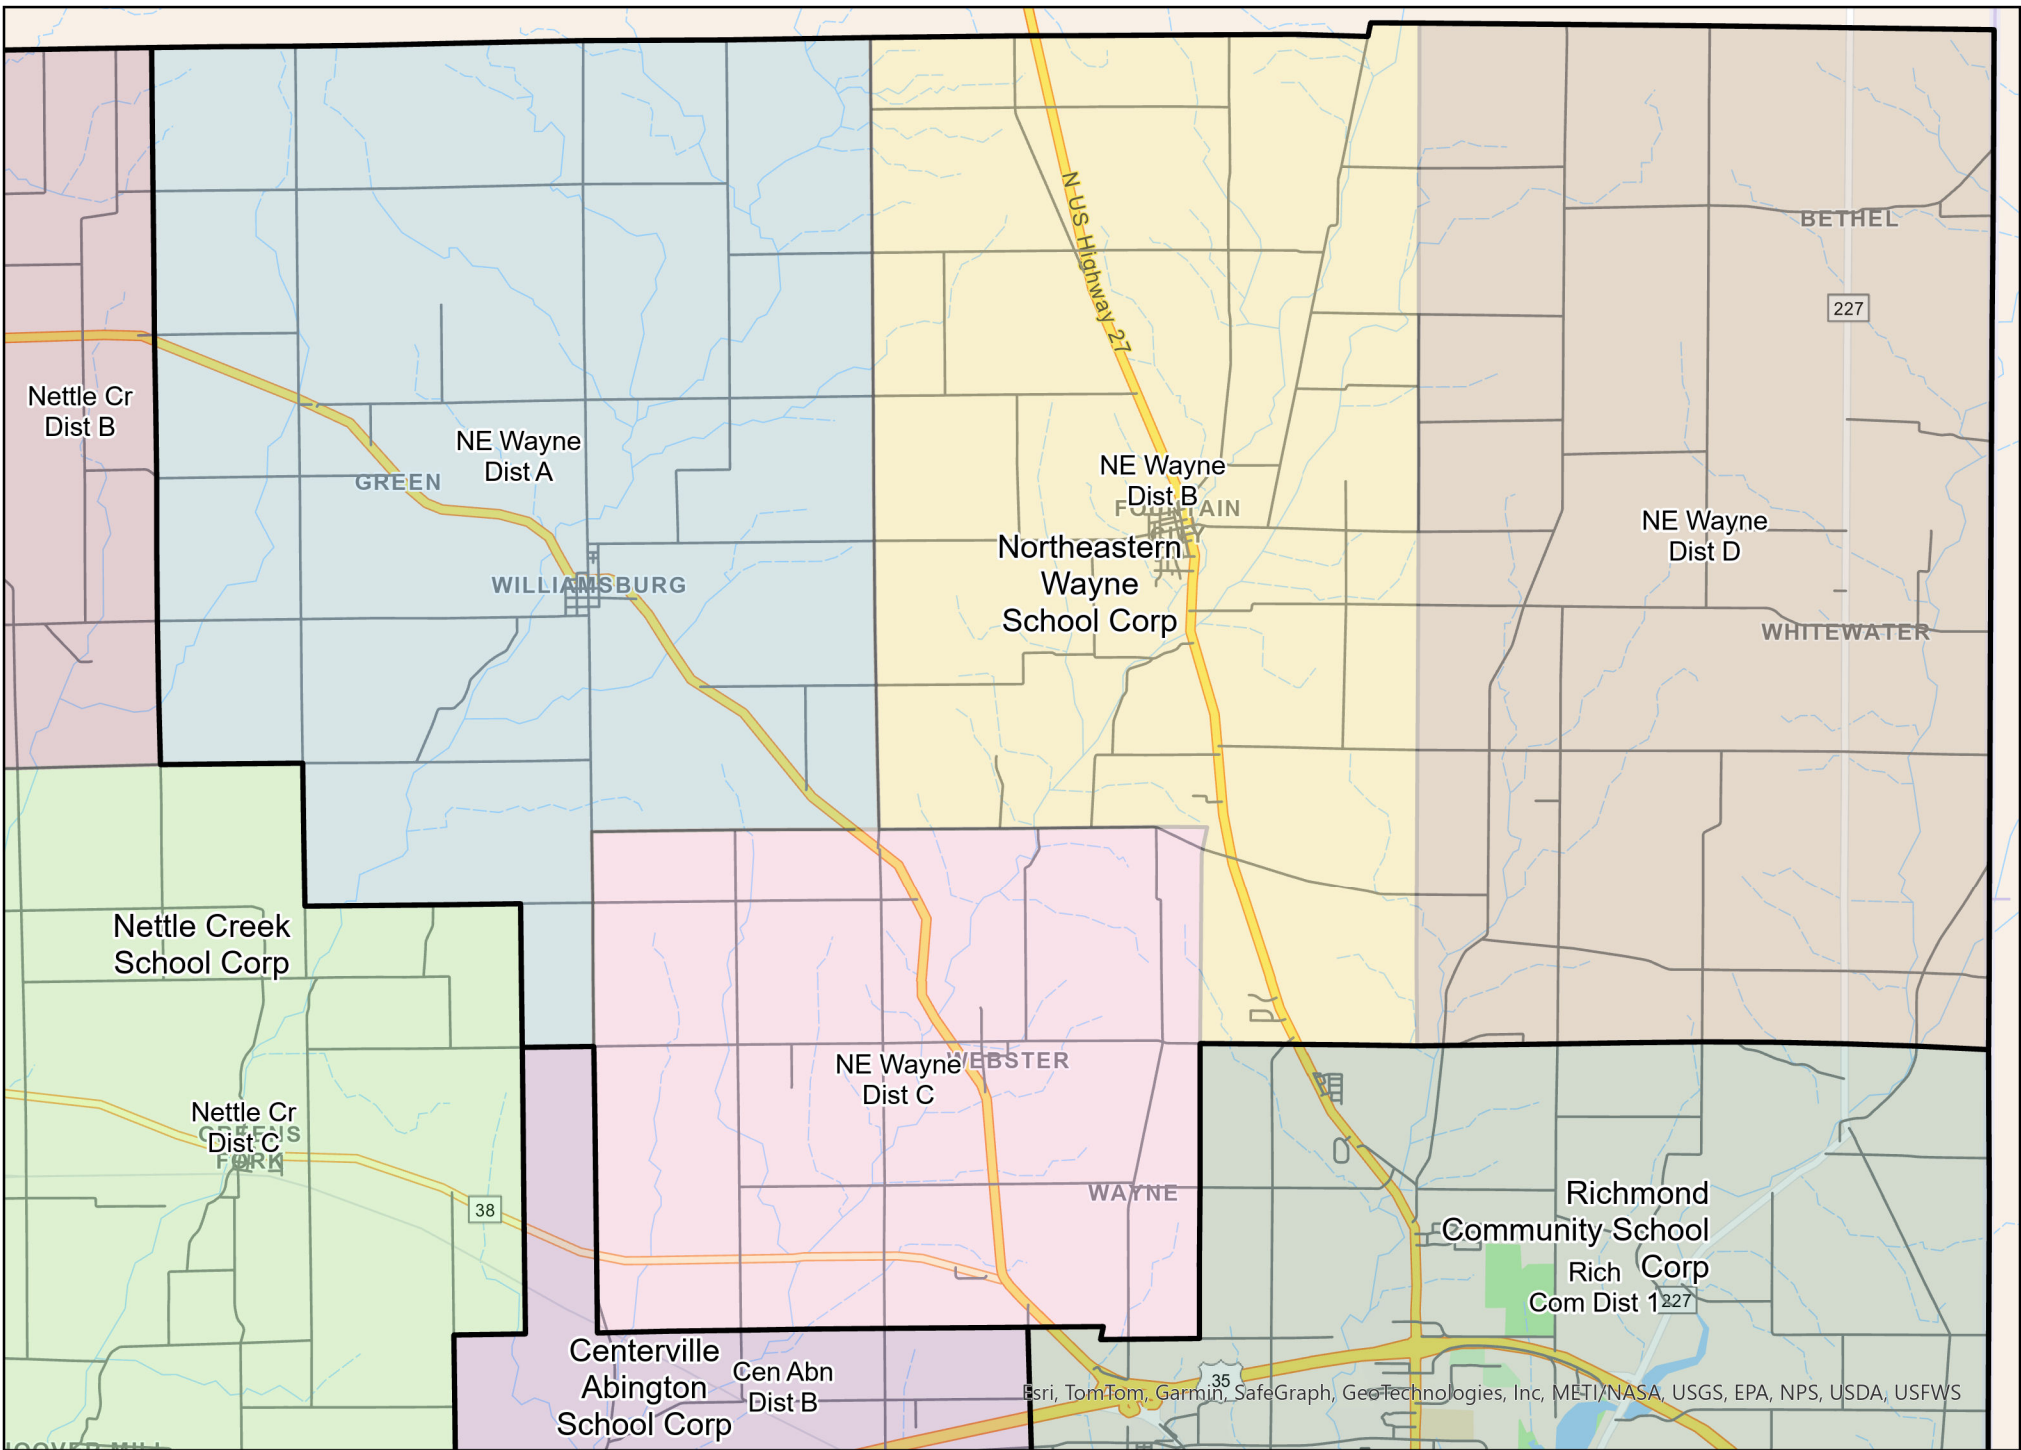 N US Highway 27
BETHEL
227
Nettle Cr
Dist B
NE Wayne
Dist A
GREEN
NE Wayne
Dist B
FOUNTAIN
CITY
NE Wayne
Dist D
Northeastern
Wayne
School Corp
WILLIAMSBURG
WHITEWATER
Nettle Creek
School Corp
NE Wayne
Dist C
WEBSTER
Nettle Cr
Dist C
GREENS
FORK
WAYNE
38
Richmond
Community School
Corp
Rich
Com Dist 1
227
Centerville
Abington
School Corp
Cen Abn
Dist B
35
Esri, TomTom, Garmin, SafeGraph, GeoTechnologies, Inc, METI/NASA, USGS, EPA, NPS, USDA, USFWS